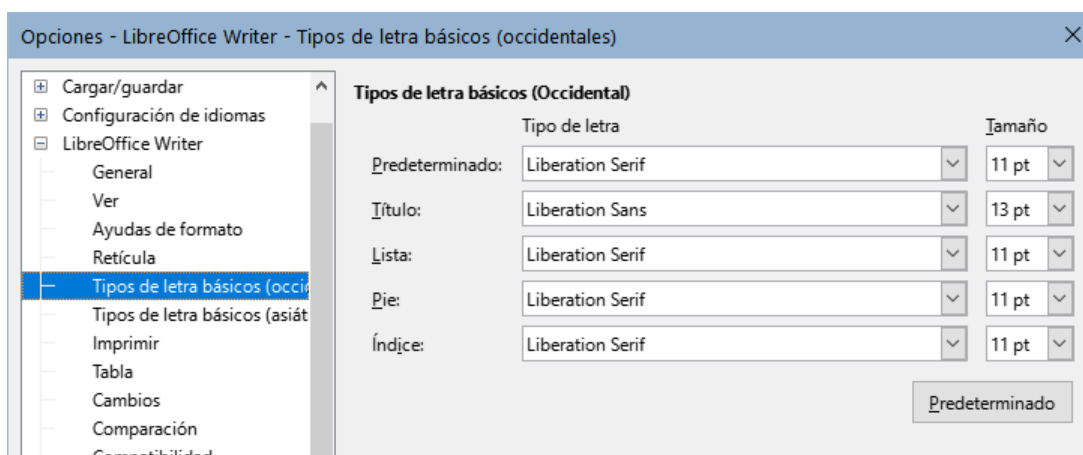 Opciones - LibreOffice Writer - Tipos de letra básicos (occidentales)
Cargar/guardar
Configuración de idiomas
LibreOffice Writer
General
Ver
Ayudas de formato
Retícula
Tipos de letra básicos (occi
Tipos de letra básicos (asiát
Imprimir
Tabla
Cambios
Comparación
Tipos de letra básicos (Occidental)
Tipo de letra Tamaño
Predeterminado: Liberation Serif 11 pt
Título: Liberation Sans 13 pt
Lista: Liberation Serif 11 pt
Pie: Liberation Serif 11 pt
Índice: Liberation Serif 11 pt
Predeterminado